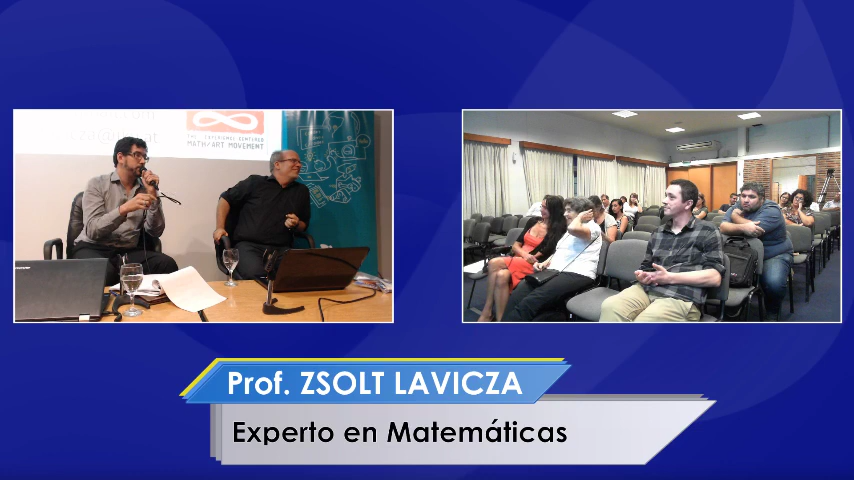 THE EXPERIENCE CENTERED
MATH/ART MOVEMENT
Prof. ZSOLT LAVICZA
Experto en Matemáticas